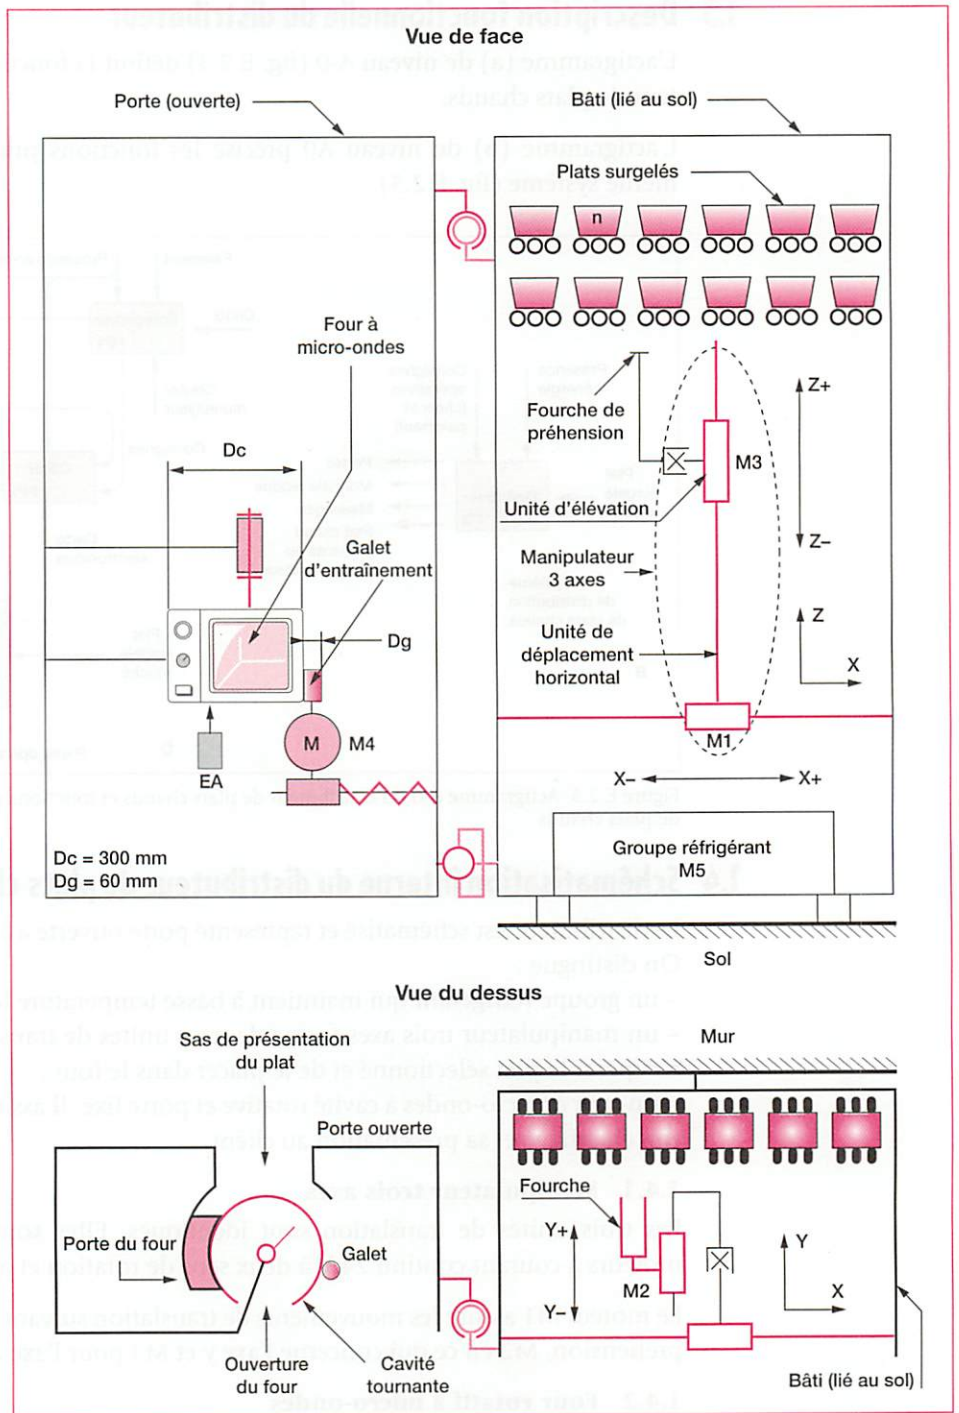 Vue de face
Porte (ouverte)
Bâti (lié au sol)
Plats surgelés
n
Four à
micro-ondes
Fourche de
préhension
Z+
M3
Dc
Unité d'élévation
Galet
d'entraînement
Z–
Manipulateur
3 axes
Dg
Unité de
déplacement
horizontal
Z
X
M
M4
M1
EA
X–
X+
Groupe réfrigérant
M5
Dc = 300 mm
Dg = 60 mm
Sol
Vue du dessus
Sas de présentation
du plat
Mur
Porte ouverte
Fourche
Porte du four
Galet
Y+
Y
M2
X
Y–
Ouverture
du four
Cavité
tournante
Bâti (lié au sol)